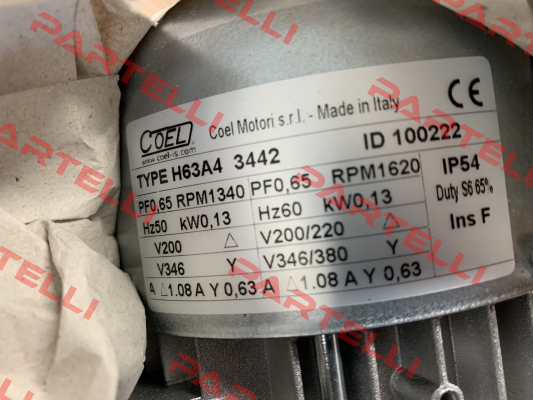 COEL Coel Motori s.r.l. - Made in Italy CE
www.coel-is.com
TYPE H63A4 3442 ID 100222
PF0,65 RPM1340 PF0,65 RPM1620 IP54
Hz50 kW0,13 Hz60 kW0,13 Duty S6 65%
V200 △ V200/220 △ Ins F
V346 Y V346/380 Y
A △1.08 A Y 0,63 A △1.08 A Y 0,63
PARTELLI
PARTELLI
PARTELLI
PARTELLI
PARTELLI
PARTELLI